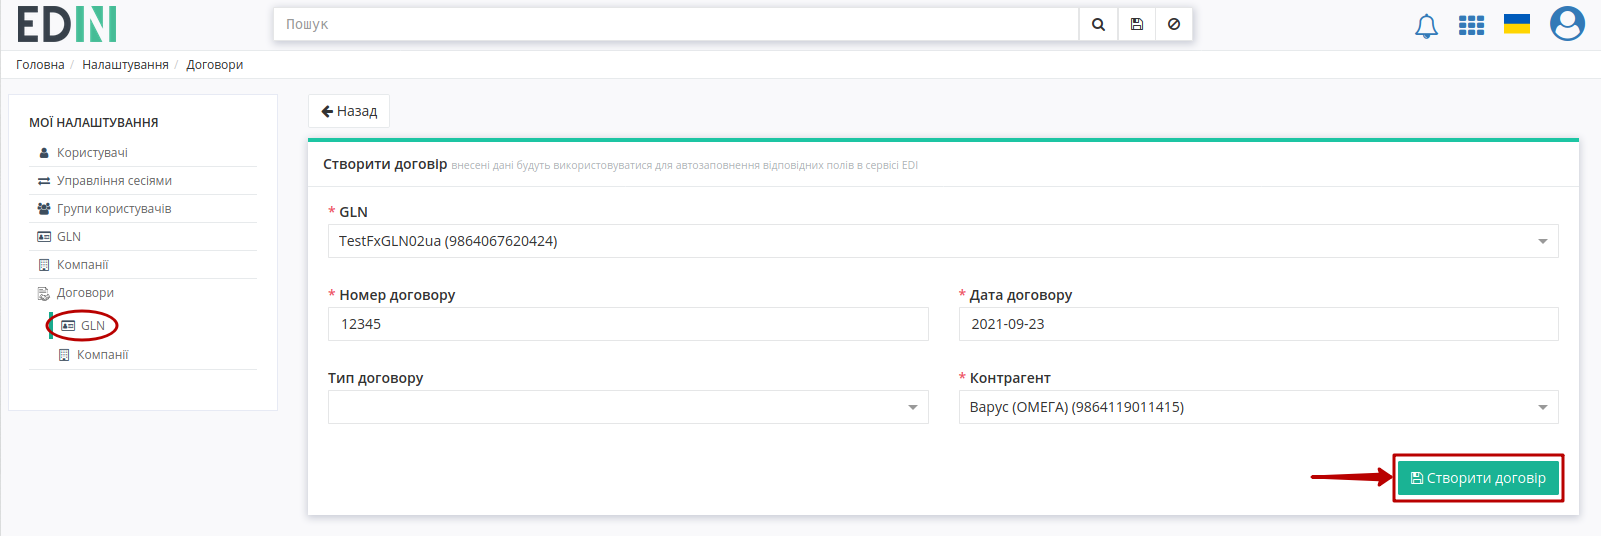 EDIN
Пошук
Головна / Налаштування / Договори
МОЇ НАЛАШТУВАННЯ
Користувачі
Управління сесіями
Групи користувачів
GLN
Компанії
Договори
GLN
Компанії
Назад
Створити договір внесені дані будуть використовуватися для автозаповнення відповідних полів в сервісі EDI
* GLN
TestFxGLN02ua (9864067620424)
* Номер договору
12345
* Дата договору
2021-09-23
Тип договору
* Контрагент
Варус (ОМЕГА) (9864119011415)
Створити договір